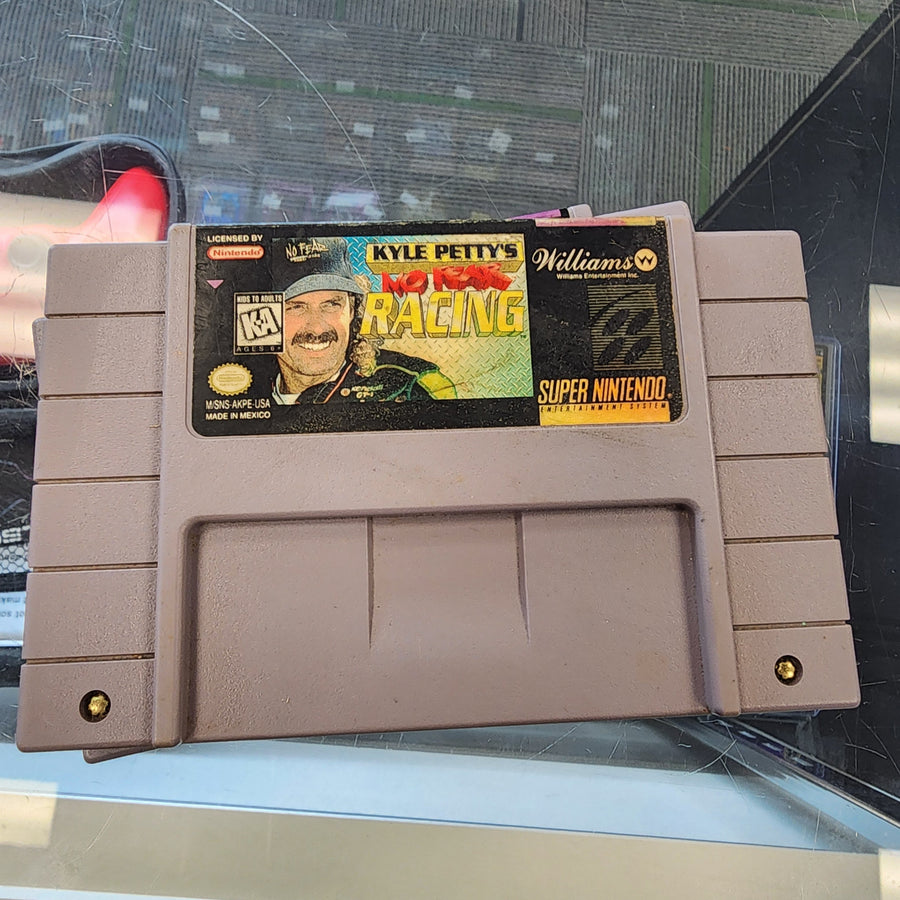 LICENSED BY
Nintendo
NO FEAR
KIDS TO ADULTS
K-A
AGES 6+
M/SNS-AKPE-USA
MADE IN MEXICO
KYLE PETTY'S
NO FEAR
RACING
Williams
Williams Entertainment Inc.
SUPER NINTENDO
ENTERTAINMENT SYSTEM